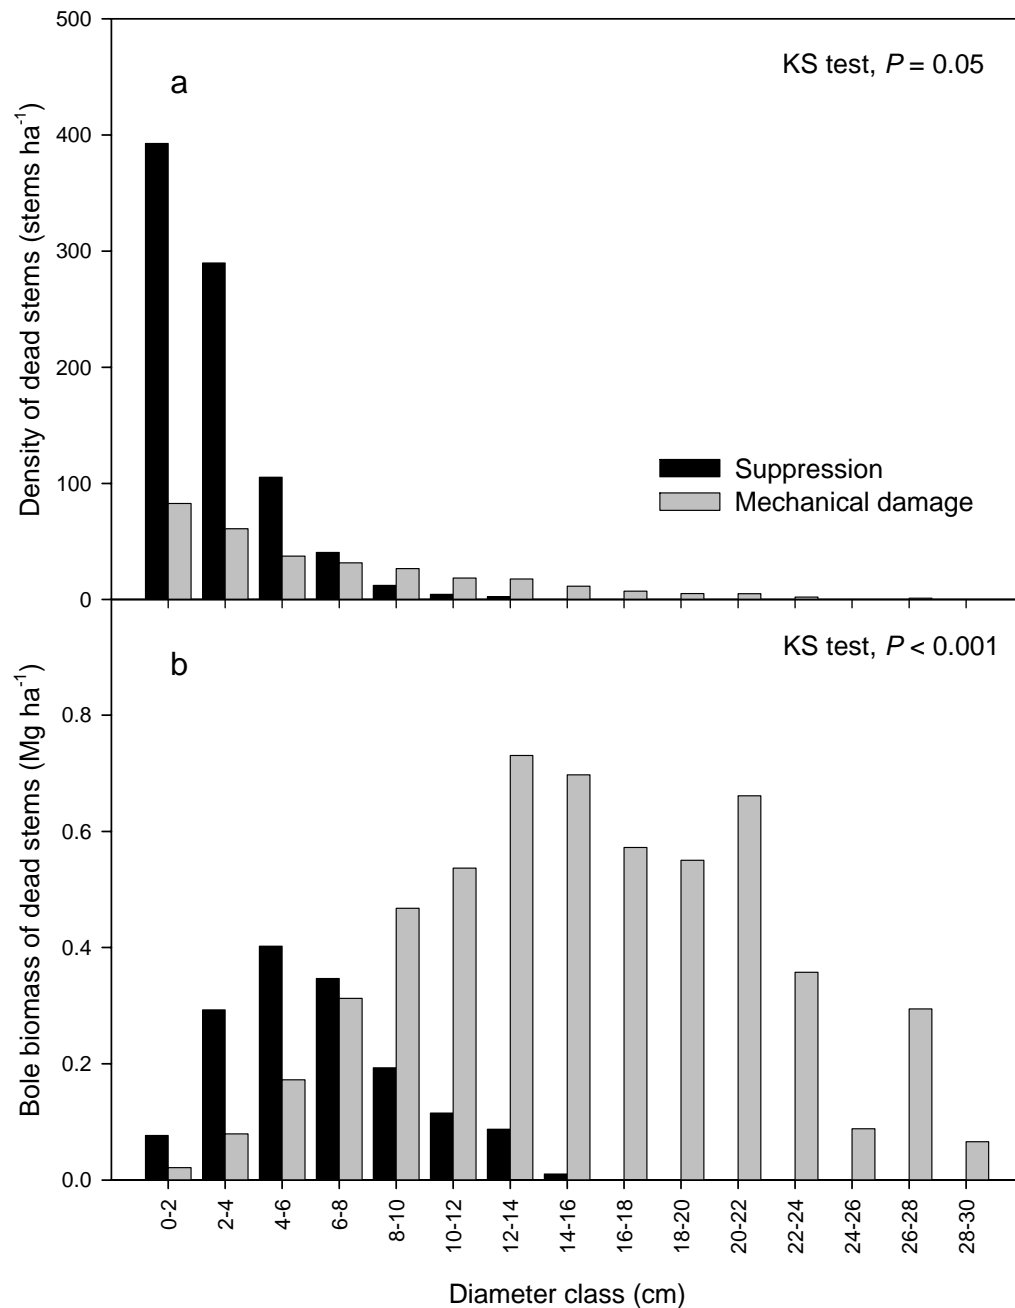 500
400
300
200
100
0
Density of dead stems (stems ha⁻¹)
a
KS test, P = 0.05
Suppression
Mechanical damage
b
KS test, P < 0.001
0.8
0.6
0.4
0.2
0.0
Bole biomass of dead stems (Mg ha⁻¹)
0-2
2-4
4-6
6-8
8-10
10-12
12-14
14-16
16-18
18-20
20-22
22-24
24-26
26-28
28-30
Diameter class (cm)